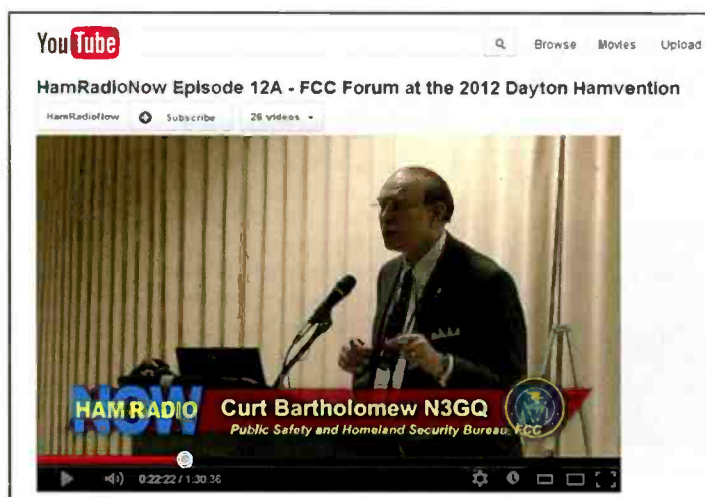 YouTube Browse Movies Upload
HamRadioNow Episode 12A - FCC Forum at the 2012 Dayton Hamvention
HamRadioNow Subscribe 26 videos
HAM RADIO
NOW
Curt Bartholomew N3GQ
Public Safety and Homeland Security Bureau, FCC
0:22:22 / 1:30:36